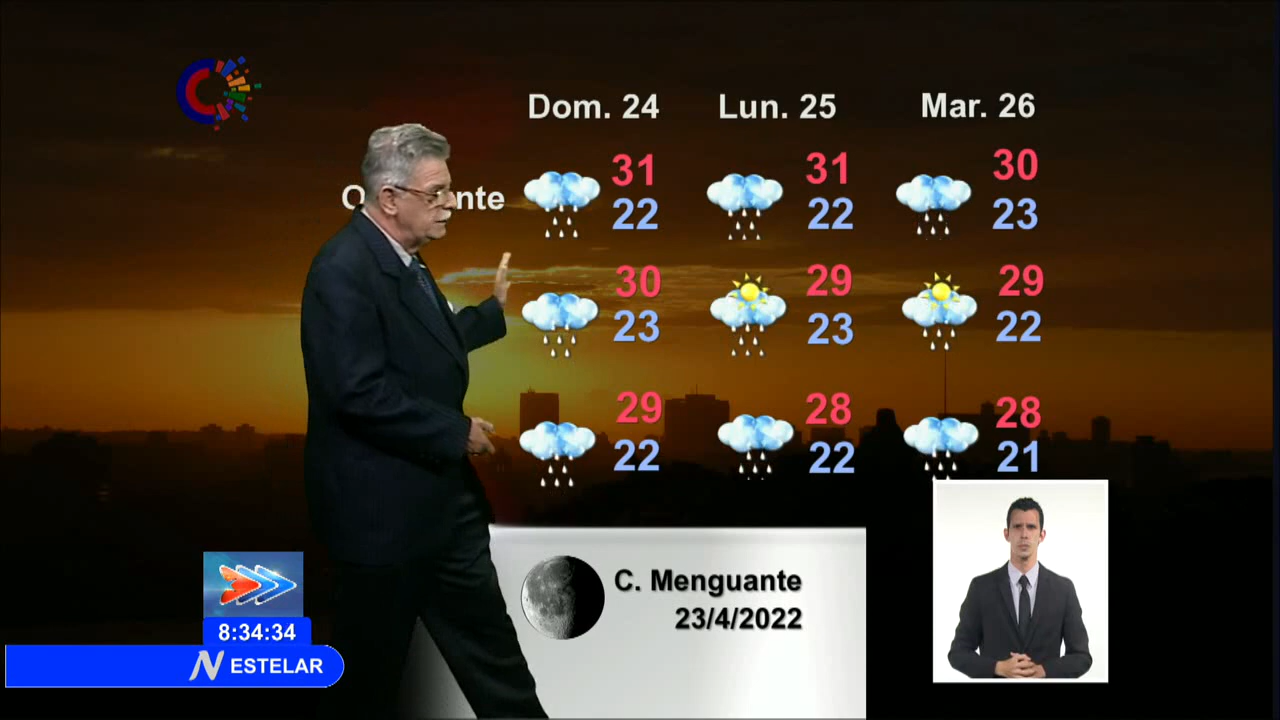 Dom. 24 Lun. 25 Mar. 26
31 31 30
22 22 23
30 29 29
23 23 22
29 28 28
22 22 21
C. Menguante
23/4/2022
8:34:34
N ESTELAR